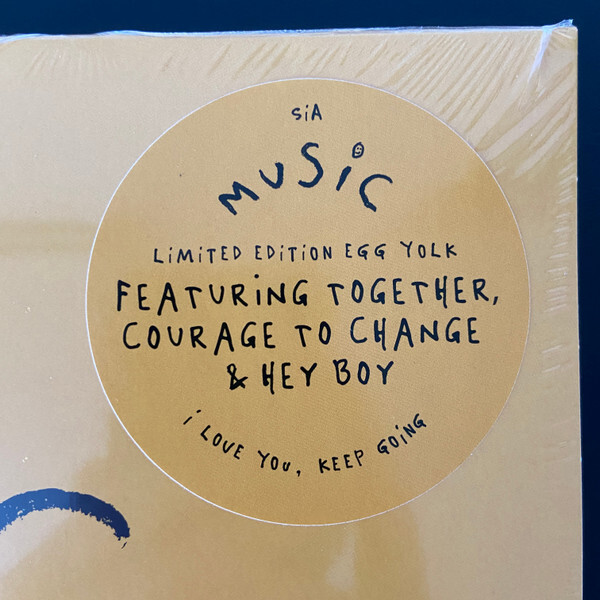 SiA
MUSiC
LiMiTED EDiTiON EGG YOLK
FEATURiNG TOGETHER,
COURAGE TO CHANGE
& HEY BOY
i LOVE YOU, KEEP GOiNG